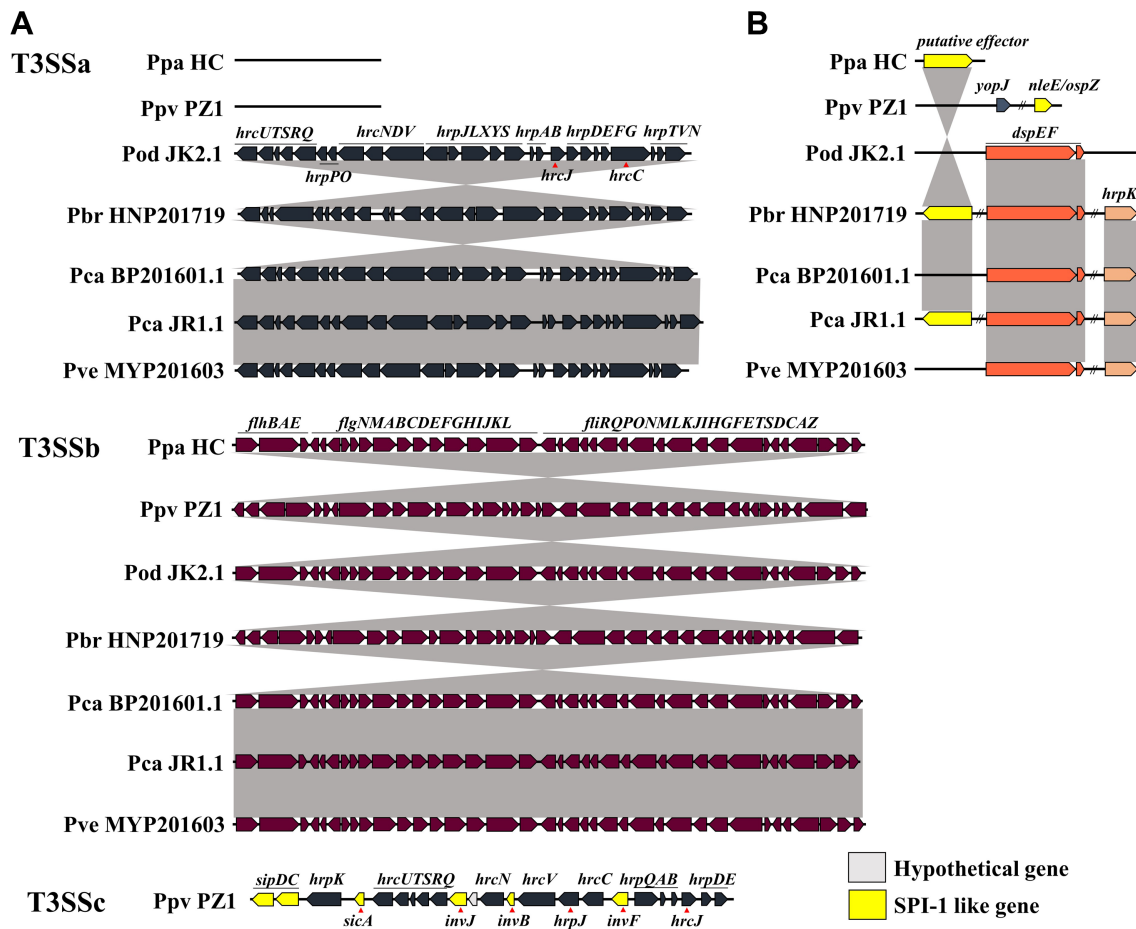 A
T3SSa
Ppa HC
Ppv PZ1
hrcUTSRQ hrcNDV hrpJLXYS hrpAB hrpDEFG hrpTVN
Pod JK2.1
hrpPO hrcJ hrcC
Pbr HNP201719
Pca BP201601.1
Pca JR1.1
Pve MYP201603
B
putative effector
Ppa HC
yopJ nleE/ospZ
Ppv PZ1
//
dspEF
Pod JK2.1
hrpK
Pbr HNP201719
// //
Pca BP201601.1
//
Pca JR1.1
// //
Pve MYP201603
//
T3SSb
flhBAE flgNMABCDEFGHIJKL fliRQPONMLKJIHGFETSDCAZ
Ppa HC
Ppv PZ1
Pod JK2.1
Pbr HNP201719
Pca BP201601.1
Pca JR1.1
Pve MYP201603
T3SSc
sipDC hrpK hrcUTSRQ hrcN hrcV hrcC hrpQAB hrpDE
Ppv PZ1
sicA invJ invB hrpJ invF hrcJ
Hypothetical gene
SPI-1 like gene